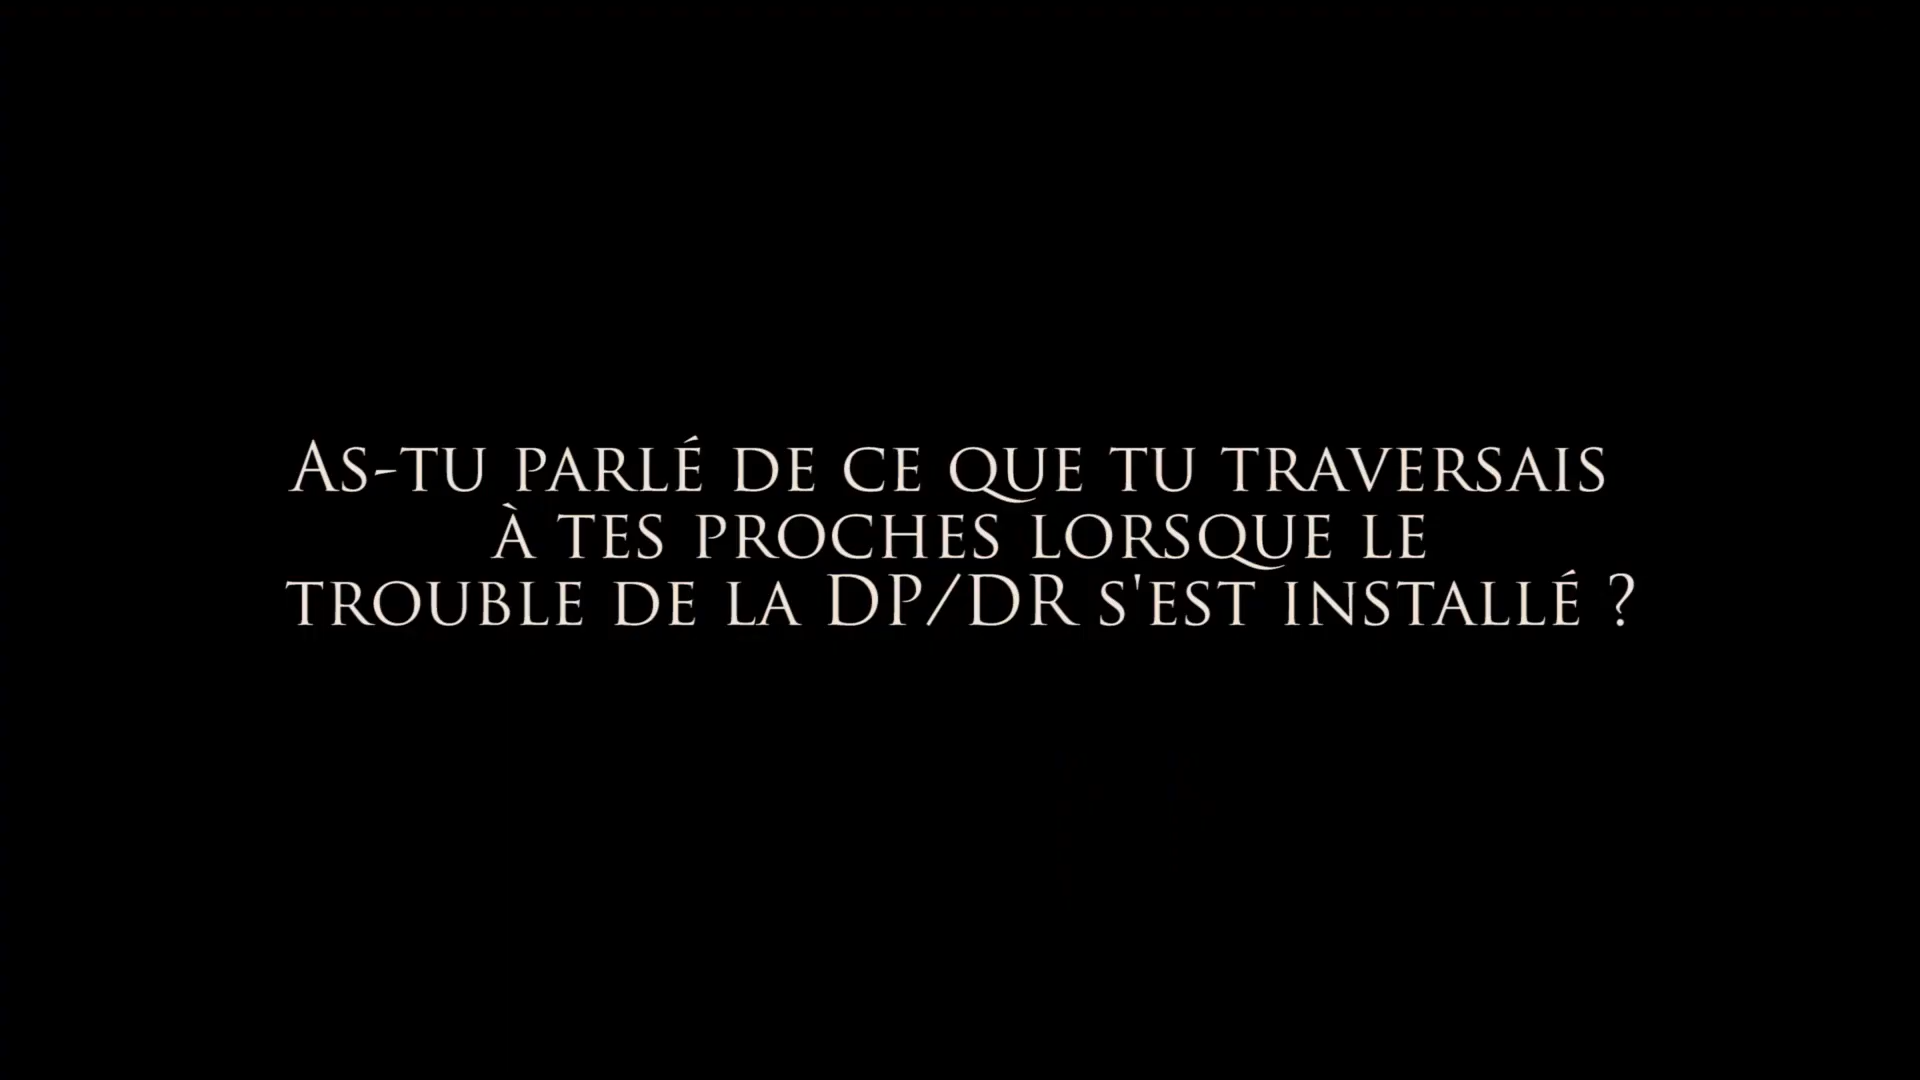 As-tu parlé de ce que tu traversais
à tes proches lorsque le
trouble de la DP/DR s'est installé ?